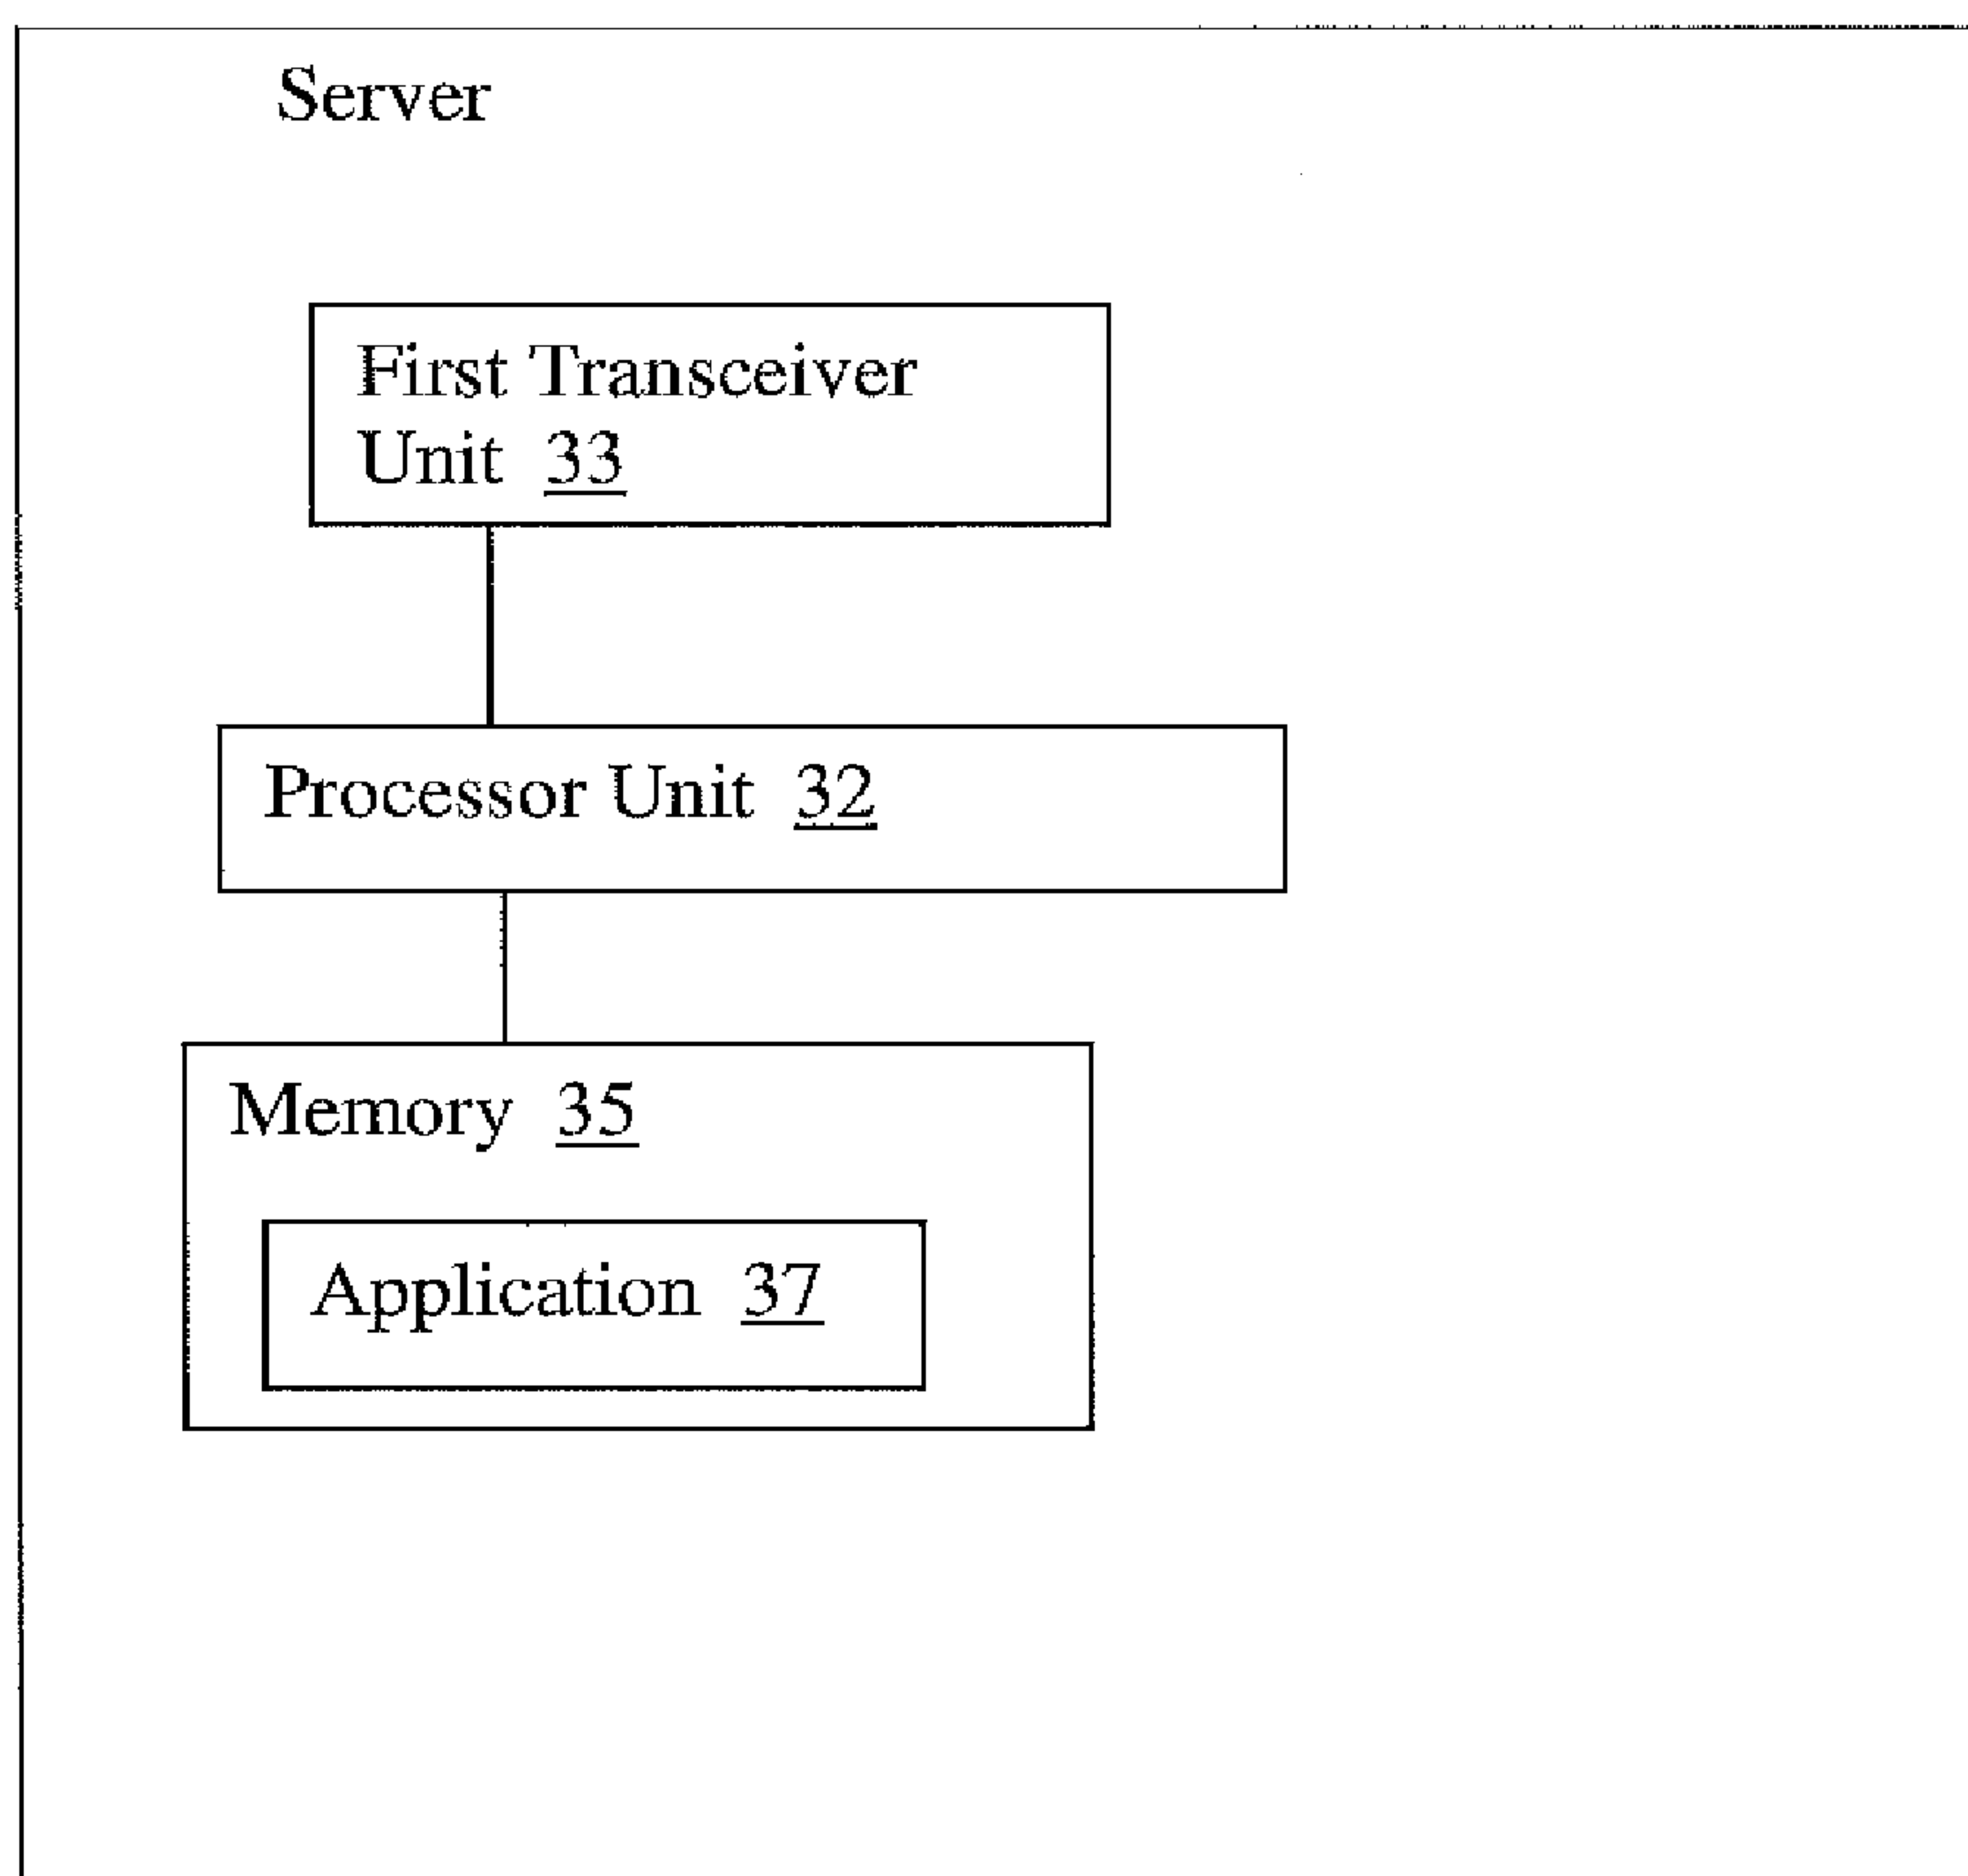 Server
First Transceiver
Unit 33
Processor Unit 32
Memory 35
Application 37